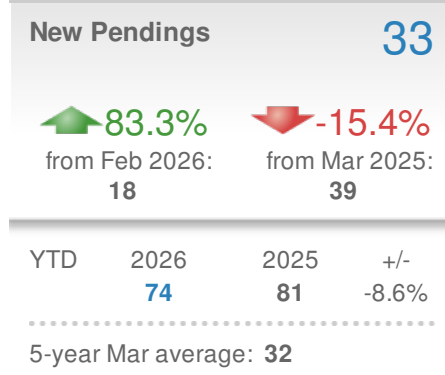 New Pendings 33
83.3% -15.4%
from Feb 2026: from Mar 2025:
18 39
YTD 2026 2025 +/-
74 81 -8.6%
5-year Mar average: 32